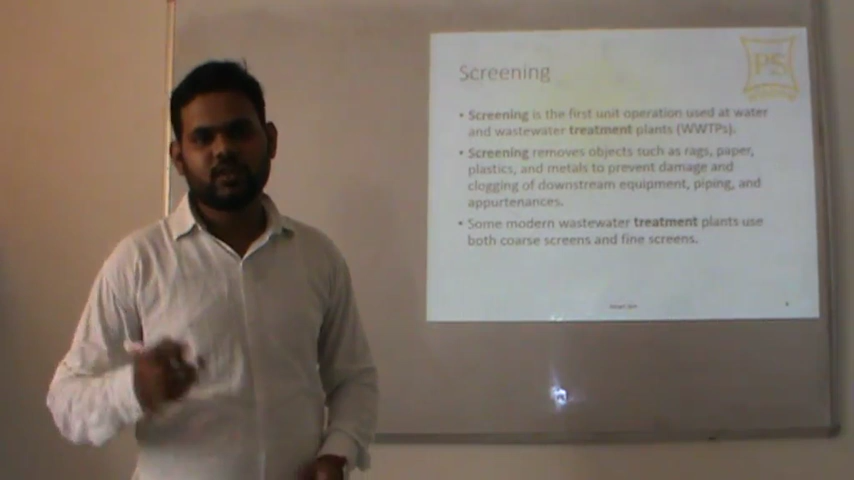 Screening
• Screening is the first unit operation used at water
and wastewater treatment plants (WWTPs).
• Screening removes objects such as rags, paper,
plastics, and metals to prevent damage and
clogging of downstream equipment, piping, and
appurtenances.
• Some modern wastewater treatment plants use
both coarse screens and fine screens.
PS